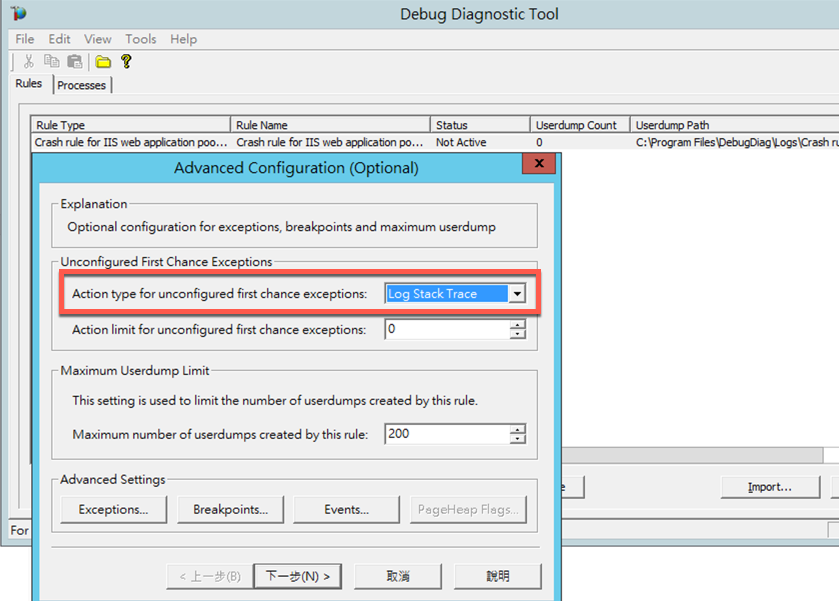 Debug Diagnostic Tool
File Edit View Tools Help
Rules Processes
Rule Type Rule Name Status Userdump Count Userdump Path
Crash rule for IIS web application poo... Crash rule for IIS web application po... Not Active 0 C:\Program Files\DebugDiag\Logs\Crash ru
Advanced Configuration (Optional) x
Explanation
Optional configuration for exceptions, breakpoints and maximum userdump
Unconfigured First Chance Exceptions
Action type for unconfigured first chance exceptions: Log Stack Trace
Action limit for unconfigured first chance exceptions: 0
Maximum Userdump Limit
This setting is used to limit the number of userdumps created by this rule.
Maximum number of userdumps created by this rule: 200
Advanced Settings
e Import...
Exceptions... Breakpoints... Events... PageHeap Flags...
For
< 上一步(B) 下一步(N) > 取消 說明